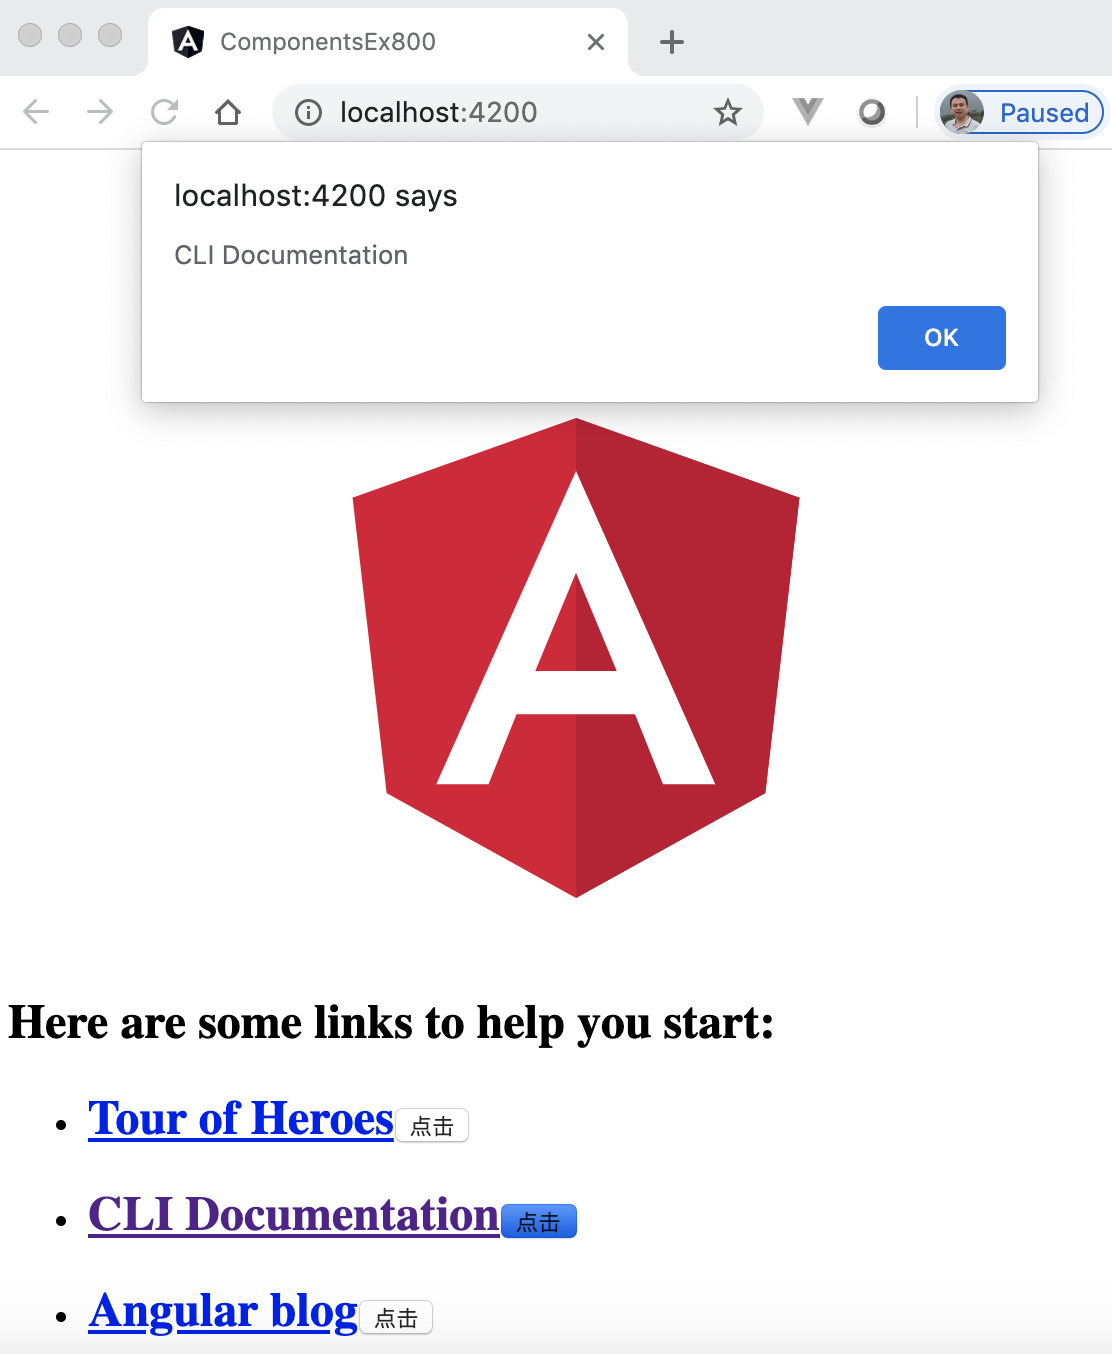 ComponentsEx800
localhost:4200
Paused
localhost:4200 says
CLI Documentation
OK
Here are some links to help you start:
Tour of Heroes 点击
CLI Documentation 点击
Angular blog 点击